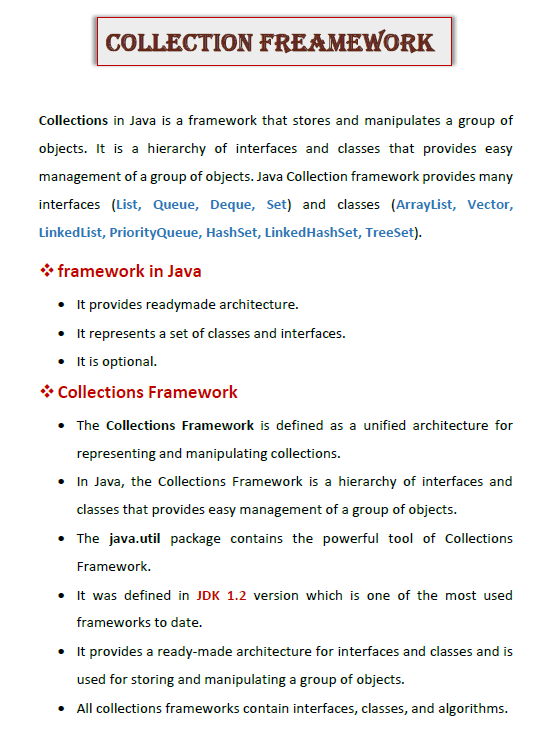 COLLECTION FREAMEWORK
Collections in Java is a framework that stores and manipulates a group of
objects. It is a hierarchy of interfaces and classes that provides easy
management of a group of objects. Java Collection framework provides many
interfaces (List, Queue, Deque, Set) and classes (ArrayList, Vector,
LinkedList, PriorityQueue, HashSet, LinkedHashSet, TreeSet).
❖ framework in Java
• It provides readymade architecture.
• It represents a set of classes and interfaces.
• It is optional.
❖ Collections Framework
• The Collections Framework is defined as a unified architecture for
representing and manipulating collections.
• In Java, the Collections Framework is a hierarchy of interfaces and
classes that provides easy management of a group of objects.
• The java.util package contains the powerful tool of Collections
Framework.
• It was defined in JDK 1.2 version which is one of the most used
frameworks to date.
• It provides a ready-made architecture for interfaces and classes and is
used for storing and manipulating a group of objects.
• All collections frameworks contain interfaces, classes, and algorithms.